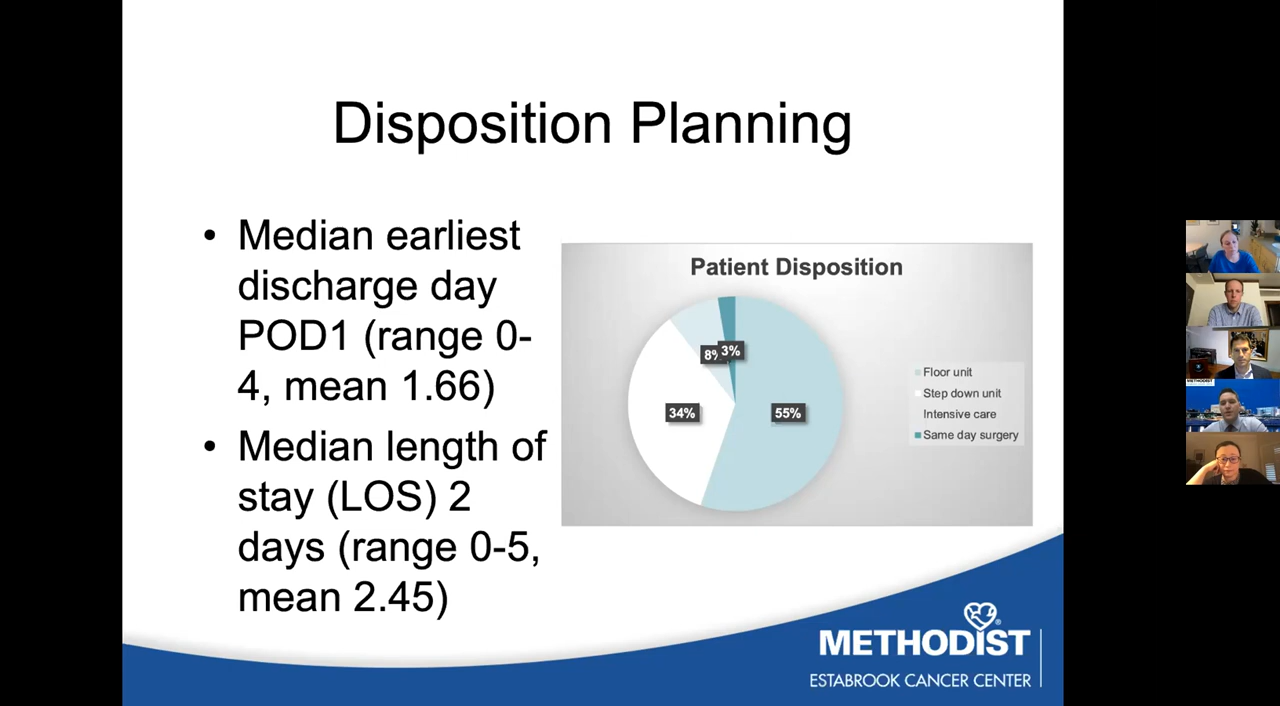 Disposition Planning
• Median earliest
discharge day
POD1 (range 0-
4, mean 1.66)
• Median length of
stay (LOS) 2
days (range 0-5,
mean 2.45)
Patient Disposition
8%
3%
34%
55%
Floor unit
Step down unit
Intensive care
Same day surgery
METHODIST
ESTABROOK CANCER CENTER
METHODIST